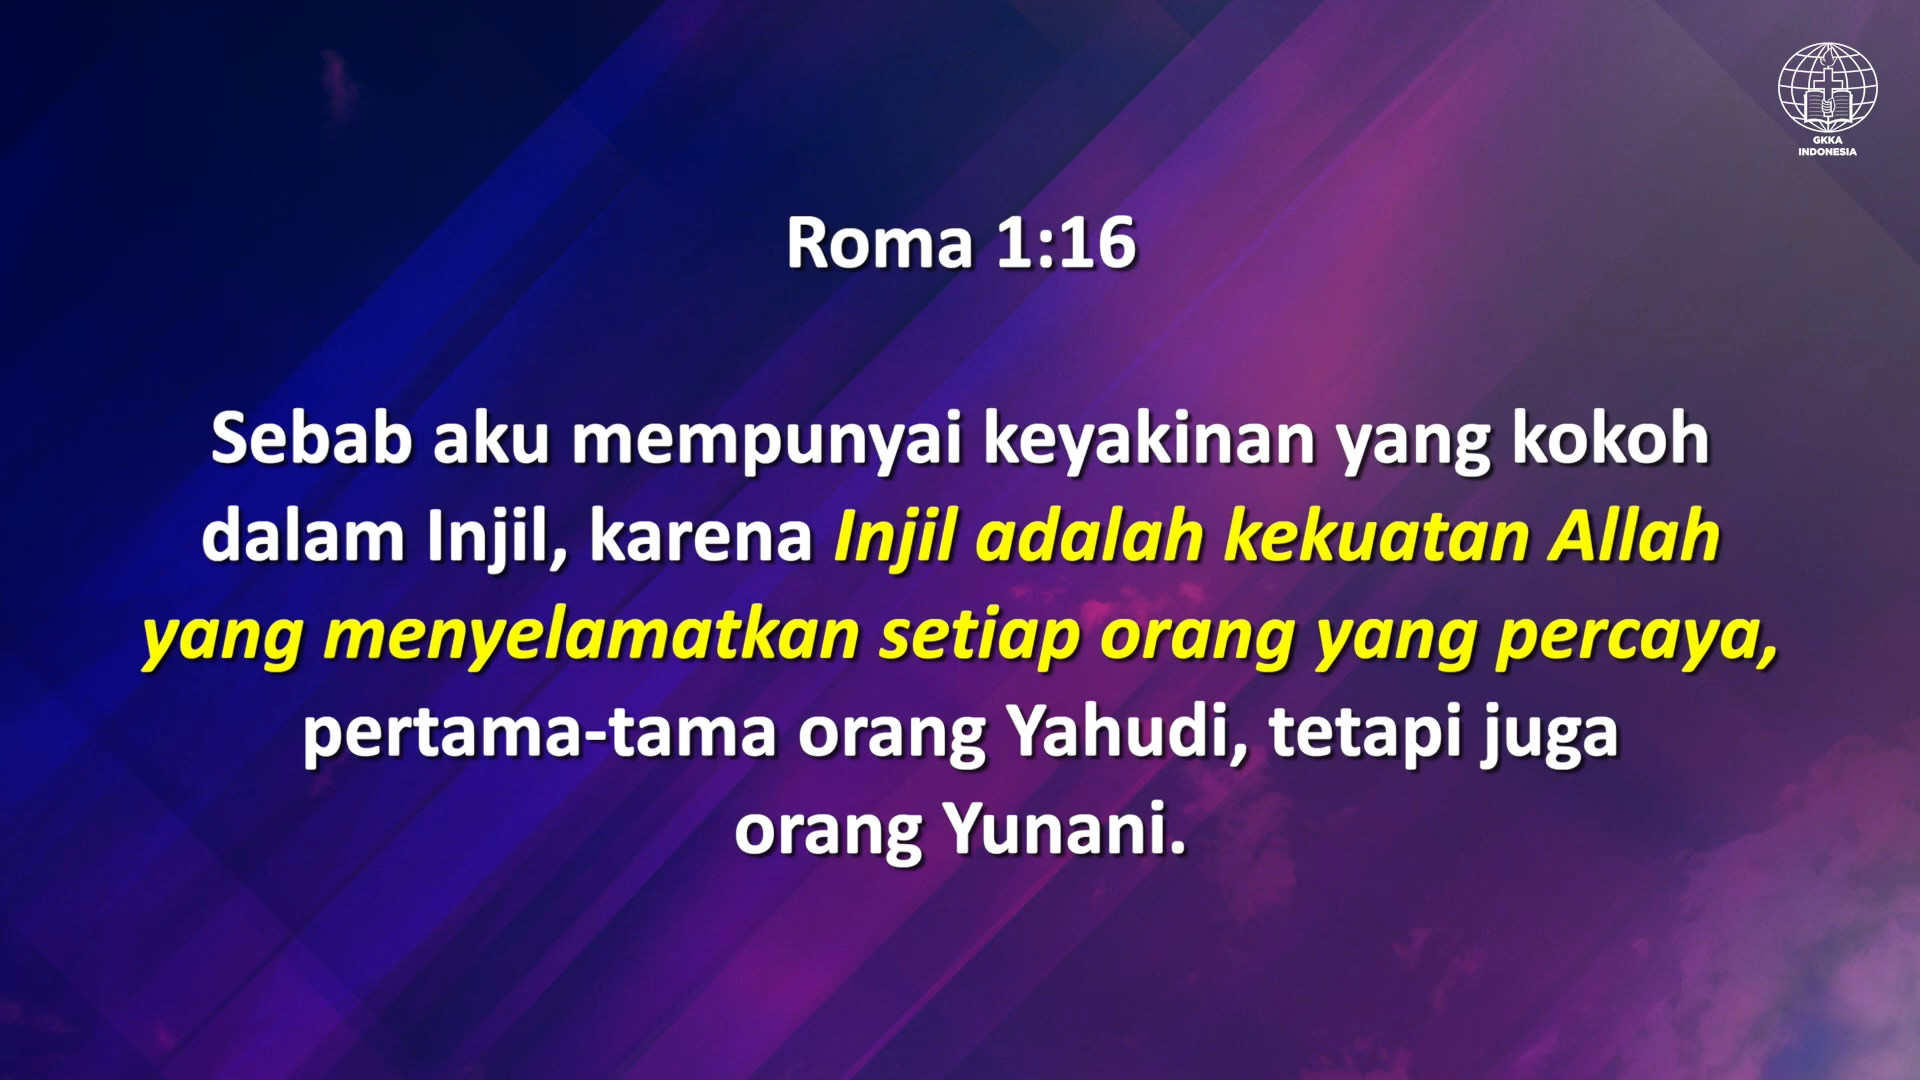 GKKA
INDONESIA
Roma 1:16
Sebab aku mempunyai keyakinan yang kokoh
dalam Injil, karena Injil adalah kekuatan Allah
yang menyelamatkan setiap orang yang percaya,
pertama-tama orang Yahudi, tetapi juga
orang Yunani.